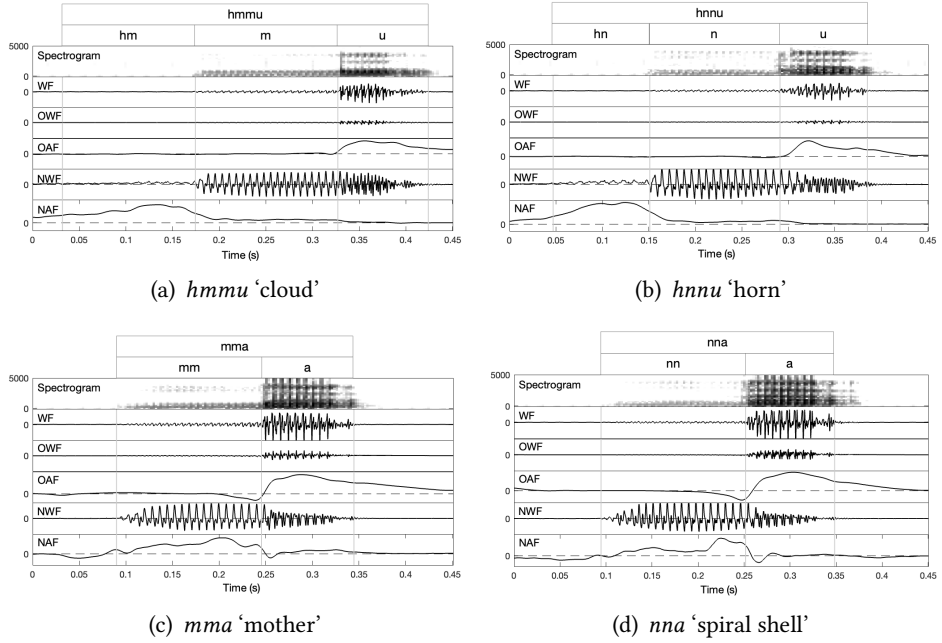 hmmu
hm m u
5000
Spectrogram
0
WF
0
OWF
0
OAF
0
NWF
0
NAF
0
0 0.05 0.1 0.15 0.2 0.25 0.3 0.35 0.4 0.45
Time (s)
(a) hmmu ‘cloud’
hnnu
hn n u
5000
Spectrogram
0
WF
0
OWF
0
OAF
0
NWF
0
NAF
0
0 0.05 0.1 0.15 0.2 0.25 0.3 0.35 0.4 0.45
Time (s)
(b) hnnu ‘horn’
mma
mm a
5000
Spectrogram
0
WF
0
OWF
0
OAF
0
NWF
0
NAF
0
0 0.05 0.1 0.15 0.2 0.25 0.3 0.35 0.4 0.45
Time (s)
(c) mma ‘mother’
nna
nn a
5000
Spectrogram
0
WF
0
OWF
0
OAF
0
NWF
0
NAF
0
0 0.05 0.1 0.15 0.2 0.25 0.3 0.35 0.4 0.45
Time (s)
(d) nna ‘spiral shell’